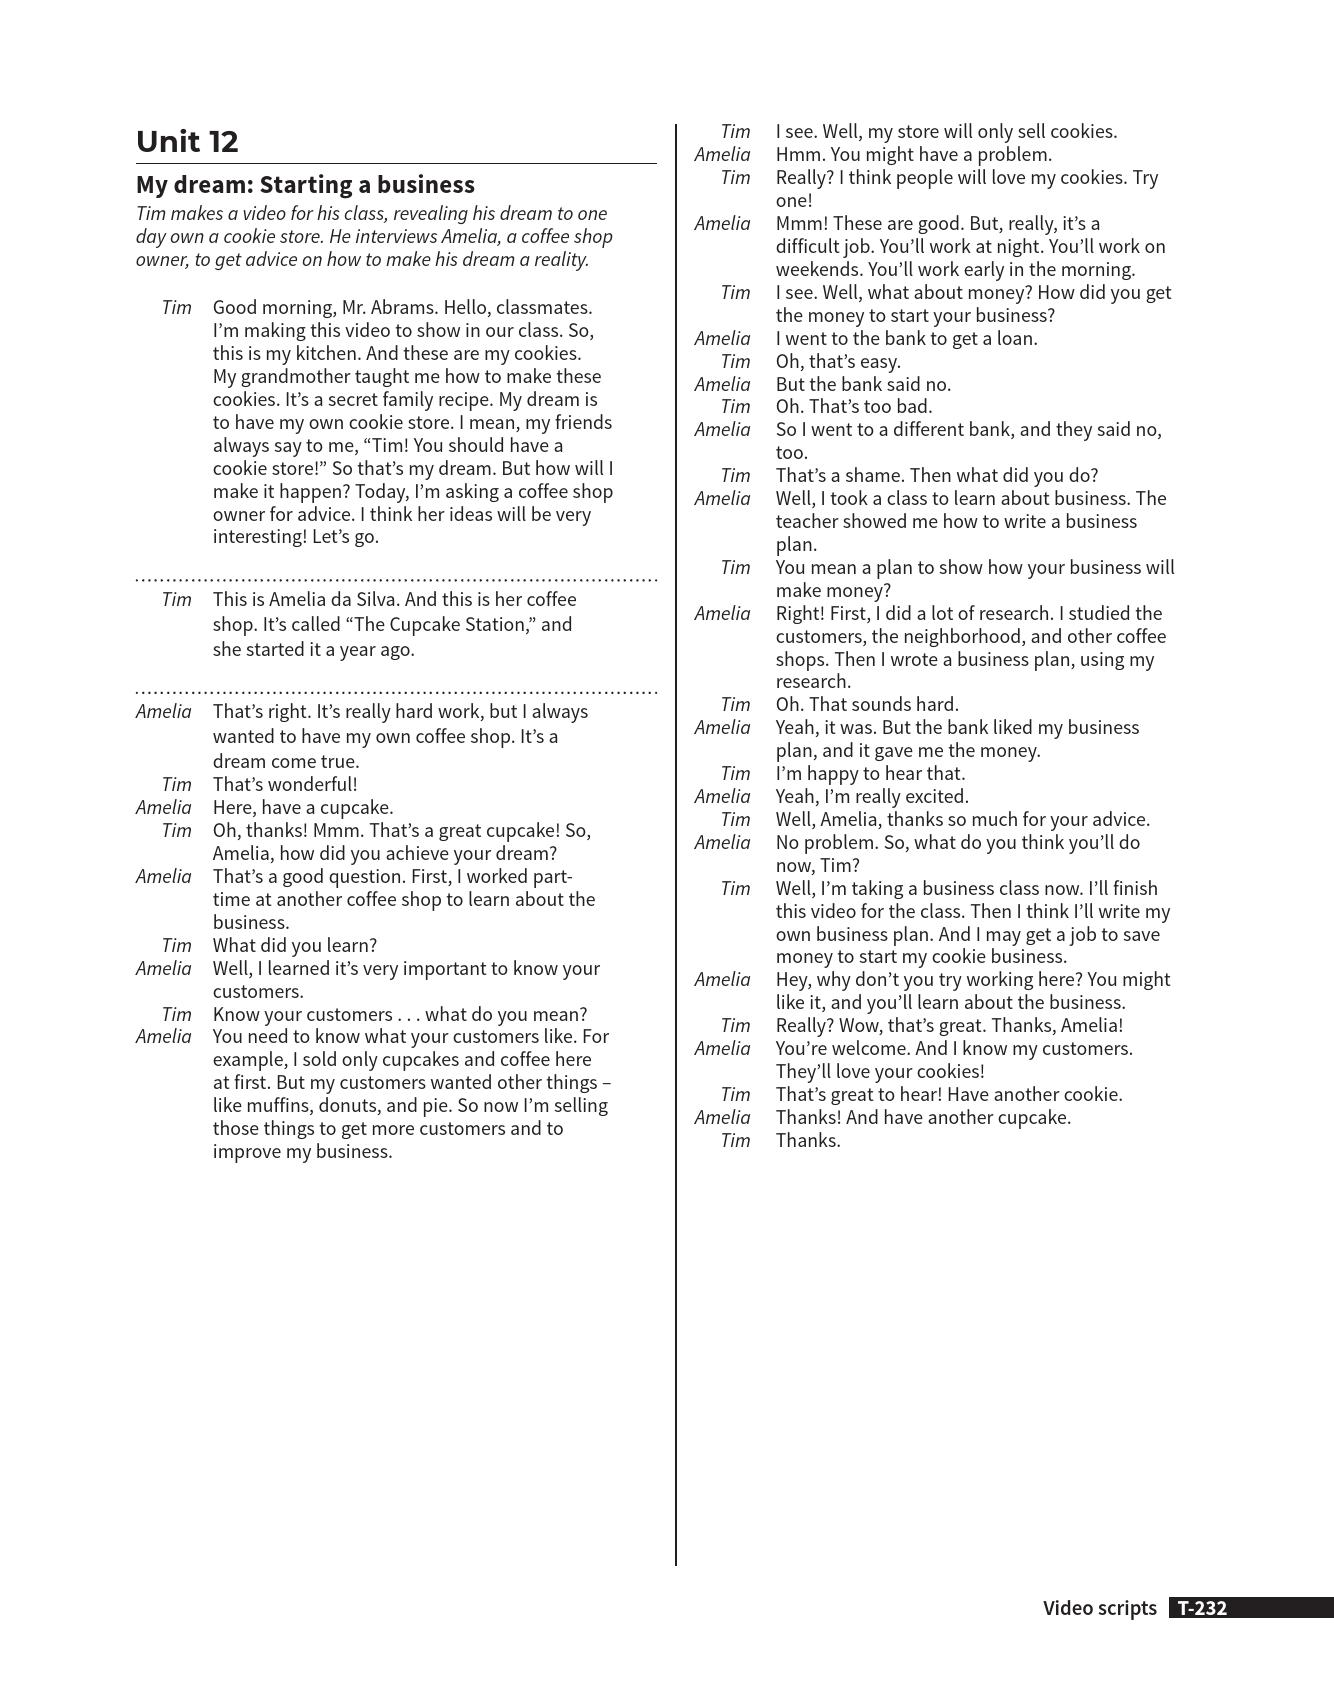 Unit 12
My dream: Starting a business
Tim makes a video for his class, revealing his dream to one
day own a cookie store. He interviews Amelia, a coffee shop
owner, to get advice on how to make his dream a reality.
Tim Good morning, Mr. Abrams. Hello, classmates.
I’m making this video to show in our class. So,
this is my kitchen. And these are my cookies.
My grandmother taught me how to make these
cookies. It’s a secret family recipe. My dream is
to have my own cookie store. I mean, my friends
always say to me, “Tim! You should have a
cookie store!” So that’s my dream. But how will I
make it happen? Today, I’m asking a coffee shop
owner for advice. I think her ideas will be very
interesting! Let’s go.
Tim This is Amelia da Silva. And this is her coffee
shop. It’s called “The Cupcake Station,” and
she started it a year ago.
Amelia That’s right. It’s really hard work, but I always
wanted to have my own coffee shop. It’s a
dream come true.
Tim That’s wonderful!
Amelia Here, have a cupcake.
Tim Oh, thanks! Mmm. That’s a great cupcake! So,
Amelia, how did you achieve your dream?
Amelia That’s a good question. First, I worked part-
time at another coffee shop to learn about the
business.
Tim What did you learn?
Amelia Well, I learned it’s very important to know your
customers.
Tim Know your customers . . . what do you mean?
Amelia You need to know what your customers like. For
example, I sold only cupcakes and coffee here
at first. But my customers wanted other things –
like muffins, donuts, and pie. So now I’m selling
those things to get more customers and to
improve my business.
Tim I see. Well, my store will only sell cookies.
Amelia Hmm. You might have a problem.
Tim Really? I think people will love my cookies. Try
one!
Amelia Mmm! These are good. But, really, it’s a
difficult job. You’ll work at night. You’ll work on
weekends. You’ll work early in the morning.
Tim I see. Well, what about money? How did you get
the money to start your business?
Amelia I went to the bank to get a loan.
Tim Oh, that’s easy.
Amelia But the bank said no.
Tim Oh. That’s too bad.
Amelia So I went to a different bank, and they said no,
too.
Tim That’s a shame. Then what did you do?
Amelia Well, I took a class to learn about business. The
teacher showed me how to write a business
plan.
Tim You mean a plan to show how your business will
make money?
Amelia Right! First, I did a lot of research. I studied the
customers, the neighborhood, and other coffee
shops. Then I wrote a business plan, using my
research.
Tim Oh. That sounds hard.
Amelia Yeah, it was. But the bank liked my business
plan, and it gave me the money.
Tim I’m happy to hear that.
Amelia Yeah, I’m really excited.
Tim Well, Amelia, thanks so much for your advice.
Amelia No problem. So, what do you think you’ll do
now, Tim?
Tim Well, I’m taking a business class now. I’ll finish
this video for the class. Then I think I’ll write my
own business plan. And I may get a job to save
money to start my cookie business.
Amelia Hey, why don’t you try working here? You might
like it, and you’ll learn about the business.
Tim Really? Wow, that’s great. Thanks, Amelia!
Amelia You’re welcome. And I know my customers.
They’ll love your cookies!
Tim That’s great to hear! Have another cookie.
Amelia Thanks! And have another cupcake.
Tim Thanks.
Video scripts T-232